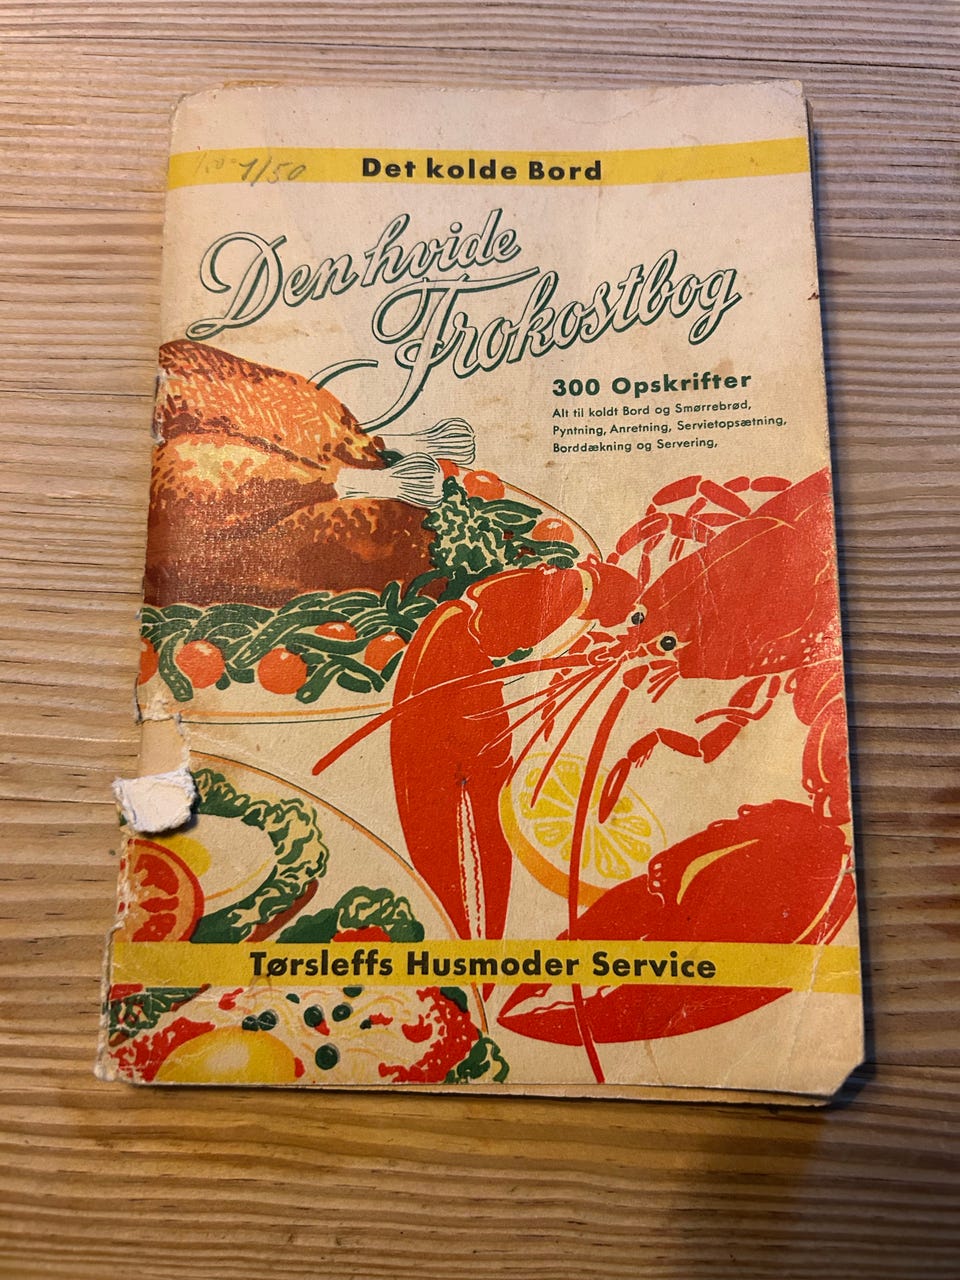 1/50
Det kolde Bord
Den hvide
Frokostbog
300 Opskrifter
Alt til koldt Bord og Smørrebrød,
Pyntning, Anretning, Servietopsætning,
Borddækning og Servering,
Tørsleffs Husmoder Service